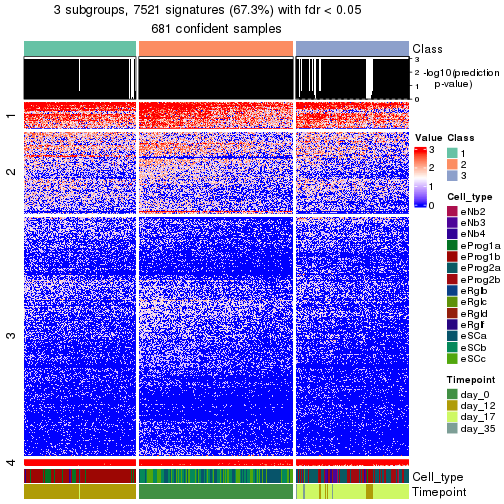 3 subgroups, 7521 signatures (67.3%) with fdr < 0.05
681 confident samples
Class
3
2
1
0
-log10(prediction
p-value)
1
2
3
4
Value
3
2
1
0
Class
1
2
3
Cell_type
eNb2
eNb3
eNb4
eProg1a
eProg1b
eProg2a
eProg2b
eRglb
eRglc
eRgld
eRglf
eSCa
eSCb
eSCc
Timepoint
day_0
day_12
day_17
day_35
Cell_type
Timepoint